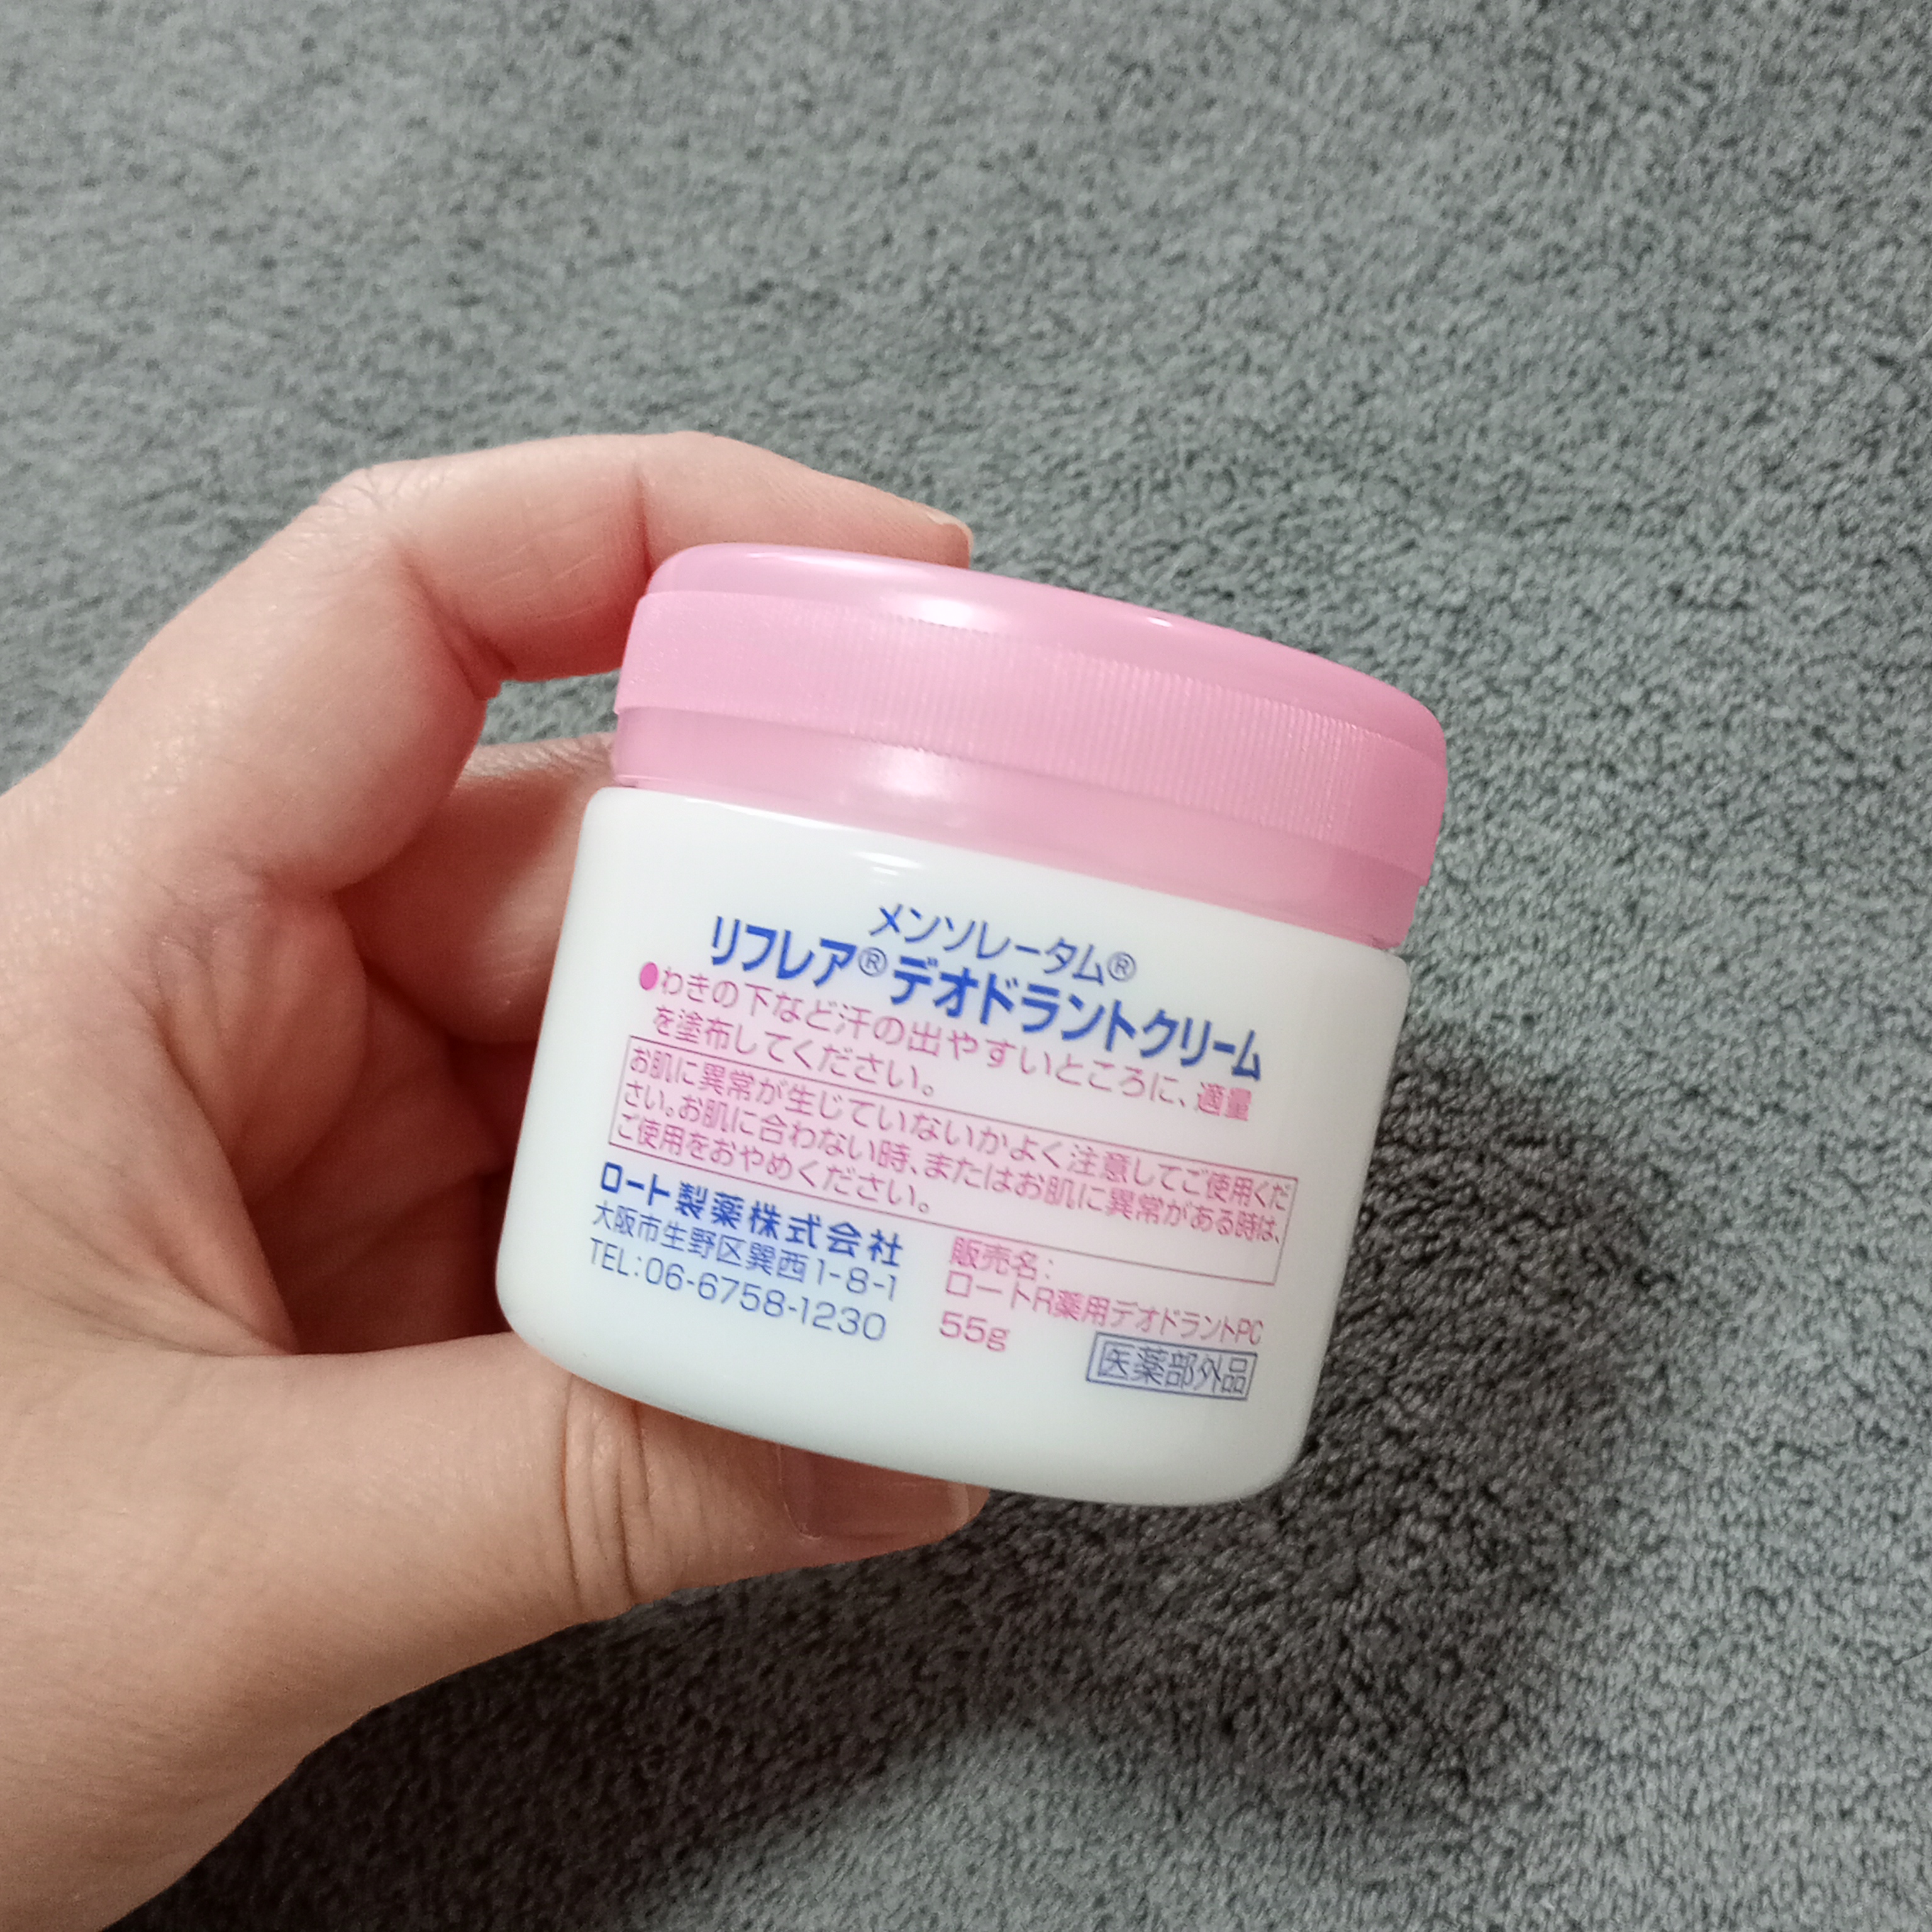 メンソレータム®
リフレア®デオドラントクリーム
●わきの下など汗の出やすいところに、適量
を塗布してください。
お肌に異常が生じていないかよく注意してご使用くだ
さい。お肌に合わない時、またはお肌に異常がある時は、
ご使用をおやめください。
ロート製薬株式会社
大阪市生野区巽西1-8-1
TEL:06-6758-1230
販売名:
ロートR薬用デオドラントPC
55g
医薬部外品